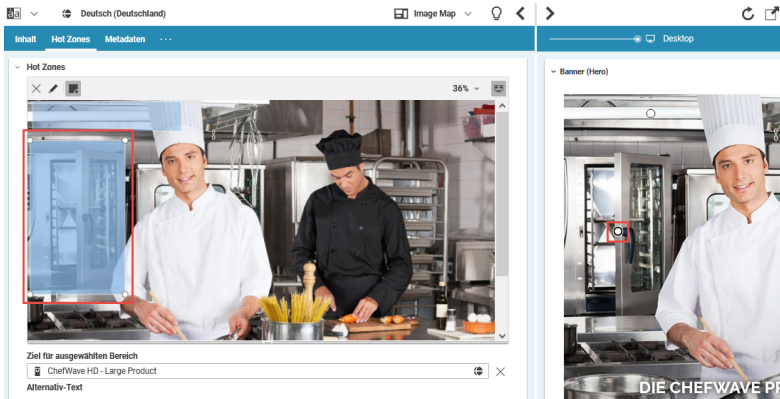 āa Deutsch (Deutschland) Image Map
Inhalt Hot Zones Metadaten ···
Desktop
Hot Zones
36%
Banner (Hero)
DIE CHEFWAVE
Ziel für ausgewählten Bereich
ChefWave HD - Large Product
Alternativ-Text